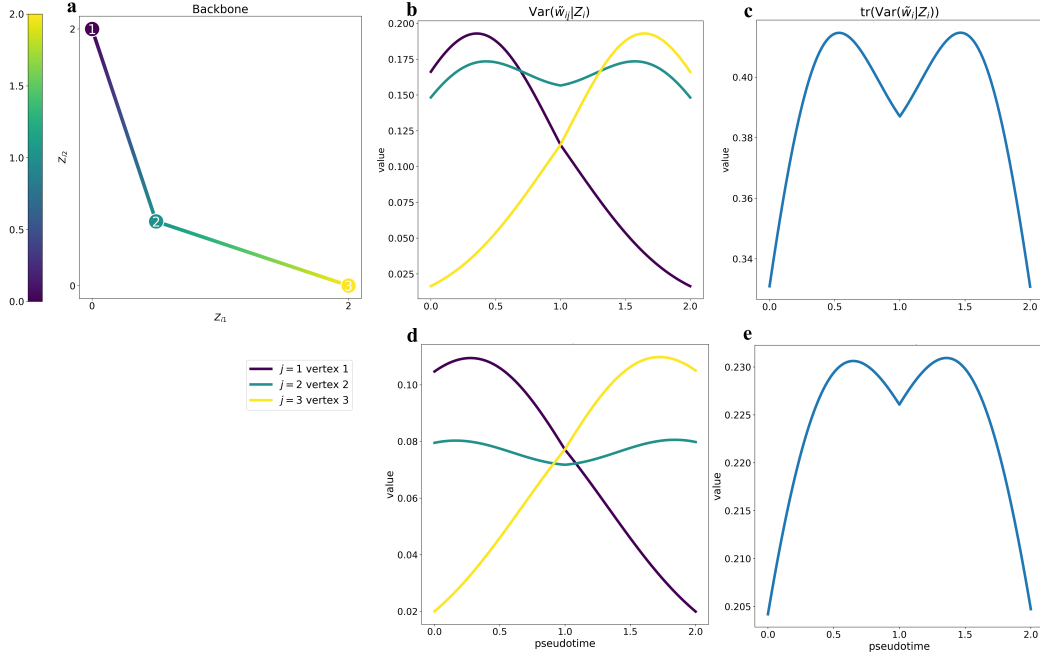 a
Backbone
2.0
1.5
1.0
0.5
0.0
2
0
Z_{i2}
1
2
3
0
2
Z_{i1}
b
Var(w̃_{ij}|Z_i)
0.200
0.175
0.150
0.125
0.100
0.075
0.050
0.025
value
0.0
0.5
1.0
1.5
2.0
c
tr(Var(w̃_i|Z_i))
0.40
0.38
0.36
0.34
value
0.0
0.5
1.0
1.5
2.0
j = 1 vertex 1
j = 2 vertex 2
j = 3 vertex 3
d
0.10
0.08
0.06
0.04
0.02
value
0.0
0.5
1.0
1.5
2.0
pseudotime
e
0.230
0.225
0.220
0.215
0.210
0.205
value
0.0
0.5
1.0
1.5
2.0
pseudotime